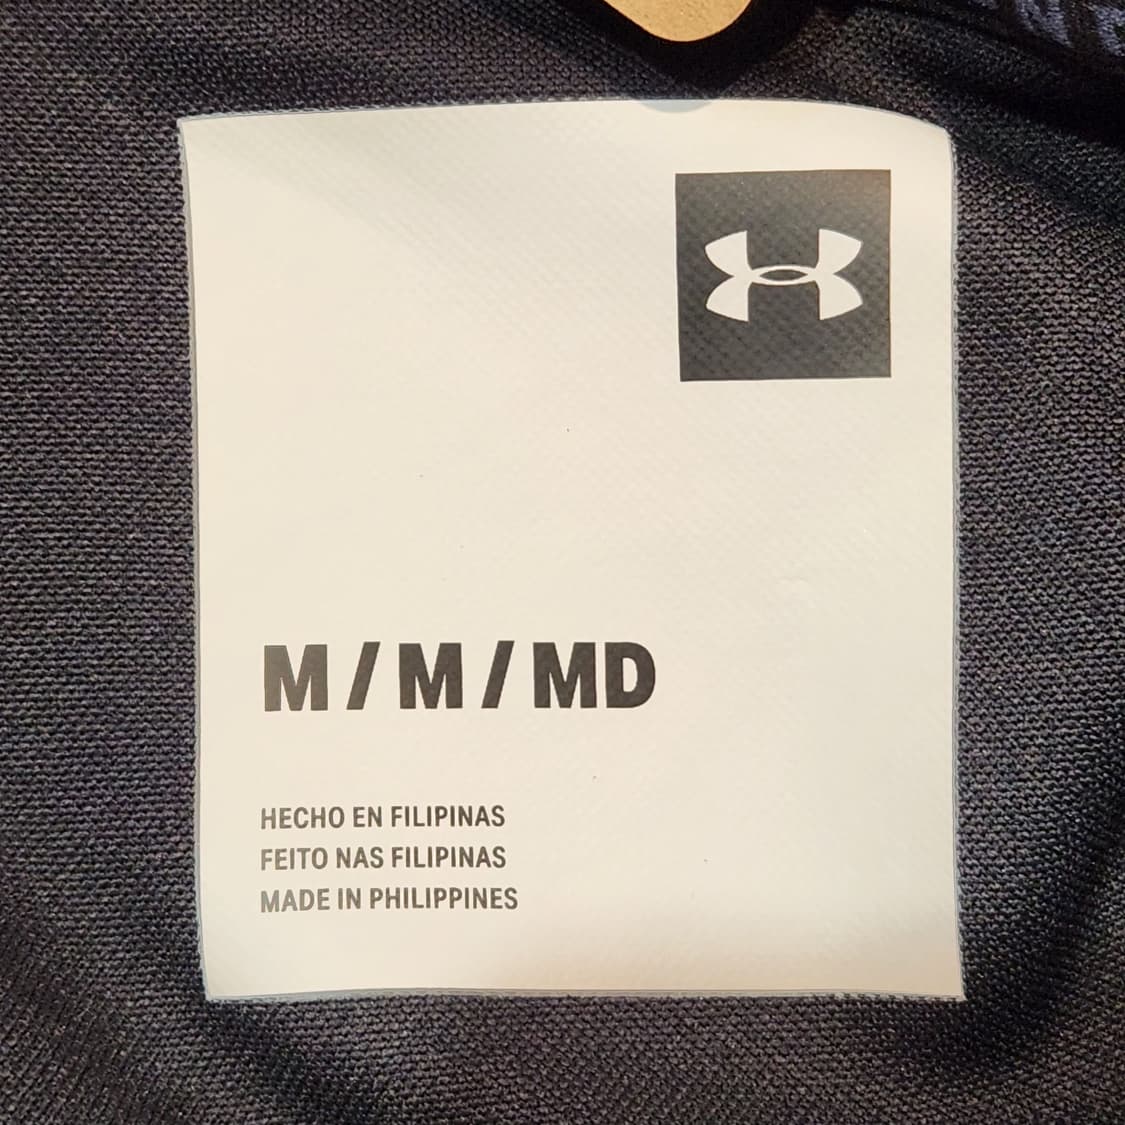 M / M / MD
HECHO EN FILIPINAS
FEITO NAS FILIPINAS
MADE IN PHILIPPINES